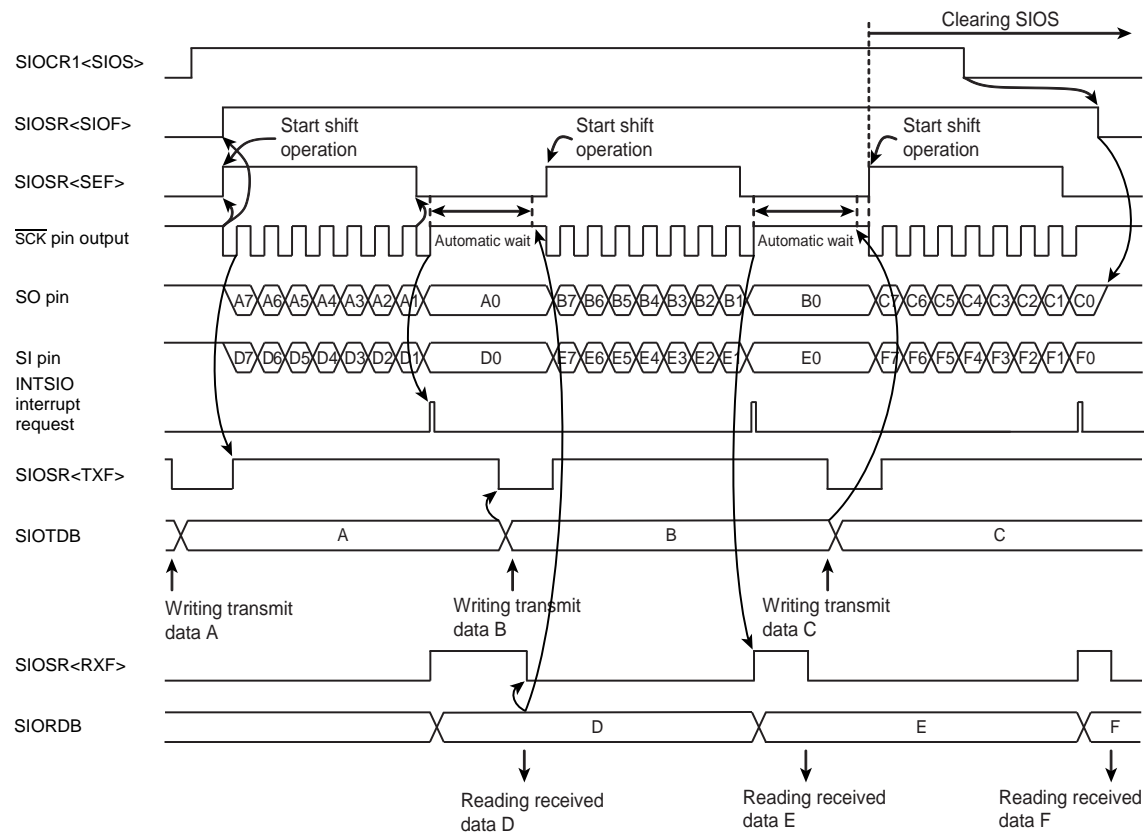 Clearing SIOS
SIOCR1<SIOS>
SIOSR<SIOF>
Start shift
operation
Start shift
operation
Start shift
operation
SIOSR<SEF>
SCK pin output
Automatic wait
Automatic wait
SO pin
A7 A6 A5 A4 A3 A2 A1 A0 B7 B6 B5 B4 B3 B2 B1 B0 C7 C6 C5 C4 C3 C2 C1 C0
SI pin
D7 D6 D5 D4 D3 D2 D1 D0 E7 E6 E5 E4 E3 E2 E1 E0 F7 F6 F5 F4 F3 F2 F1 F0
INTSIO
interrupt
request
SIOSR<TXF>
SIOTDB
A B C
Writing transmit
data A
Writing transmit
data B
Writing transmit
data C
SIOSR<RXF>
SIORDB
D E F
Reading received
data D
Reading received
data E
Reading received
data F